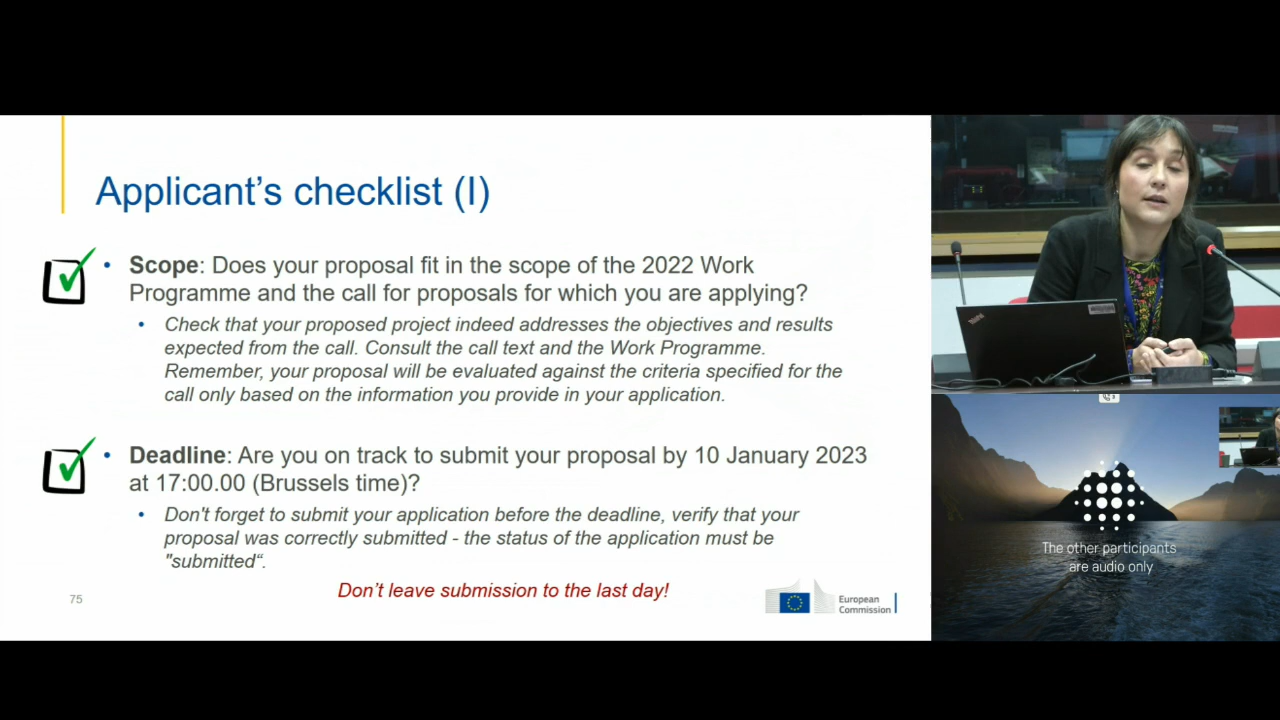 Applicant’s checklist (I)
• Scope: Does your proposal fit in the scope of the 2022 Work
Programme and the call for proposals for which you are applying?
• Check that your proposed project indeed addresses the objectives and results
expected from the call. Consult the call text and the Work Programme.
Remember, your proposal will be evaluated against the criteria specified for the
call only based on the information you provide in your application.
• Deadline: Are you on track to submit your proposal by 10 January 2023
at 17:00.00 (Brussels time)?
• Don't forget to submit your application before the deadline, verify that your
proposal was correctly submitted - the status of the application must be
"submitted“.
Don’t leave submission to the last day!
75
European
Commission
The other participants
are audio only